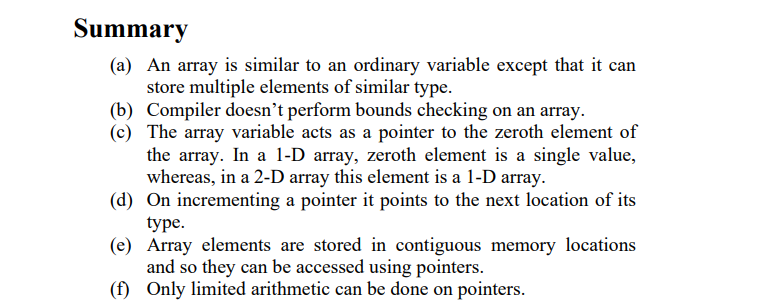 Summary
(a) An array is similar to an ordinary variable except that it can
store multiple elements of similar type.
(b) Compiler doesn’t perform bounds checking on an array.
(c) The array variable acts as a pointer to the zeroth element of
the array. In a 1-D array, zeroth element is a single value,
whereas, in a 2-D array this element is a 1-D array.
(d) On incrementing a pointer it points to the next location of its
type.
(e) Array elements are stored in contiguous memory locations
and so they can be accessed using pointers.
(f) Only limited arithmetic can be done on pointers.